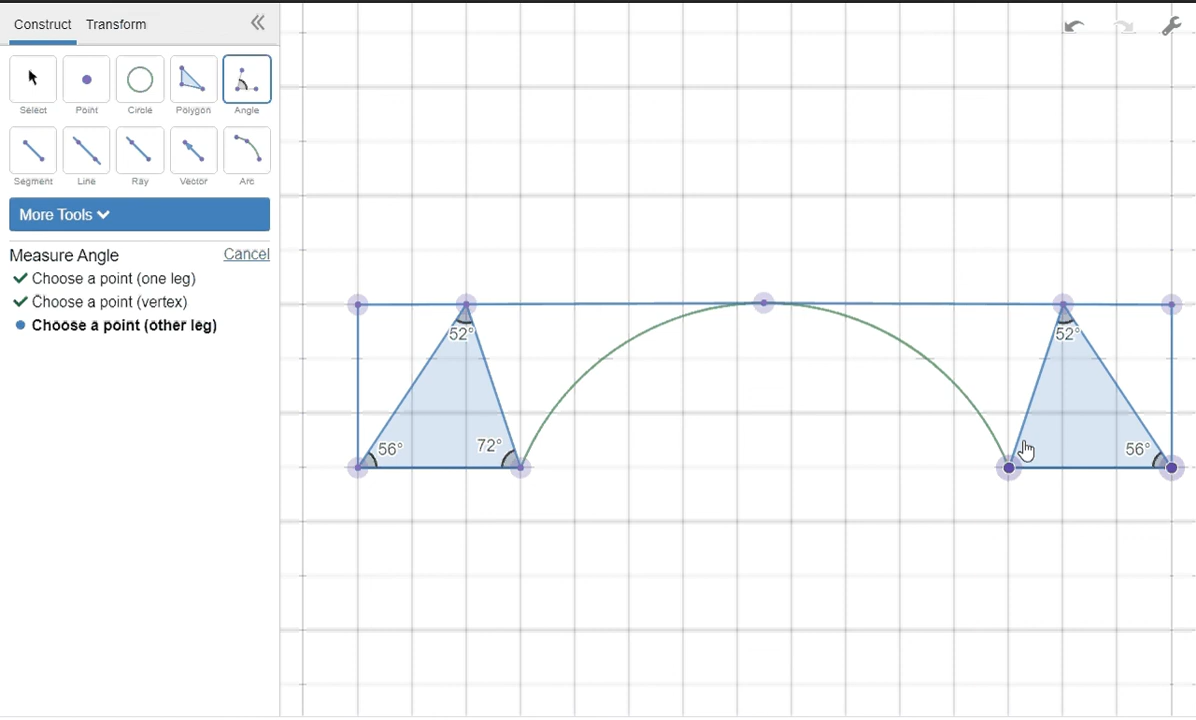 Construct Transform
Select Point Circle Polygon Angle
Segment Line Ray Vector Arc
More Tools
Measure Angle Cancel
Choose a point (one leg)
Choose a point (vertex)
Choose a point (other leg)
52° 52°
56° 72° 56°